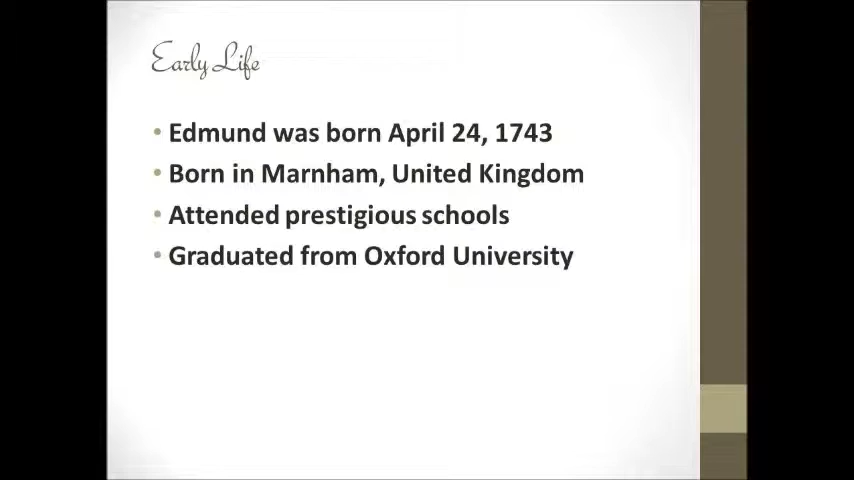 Early Life
• Edmund was born April 24, 1743
• Born in Marnham, United Kingdom
• Attended prestigious schools
• Graduated from Oxford University